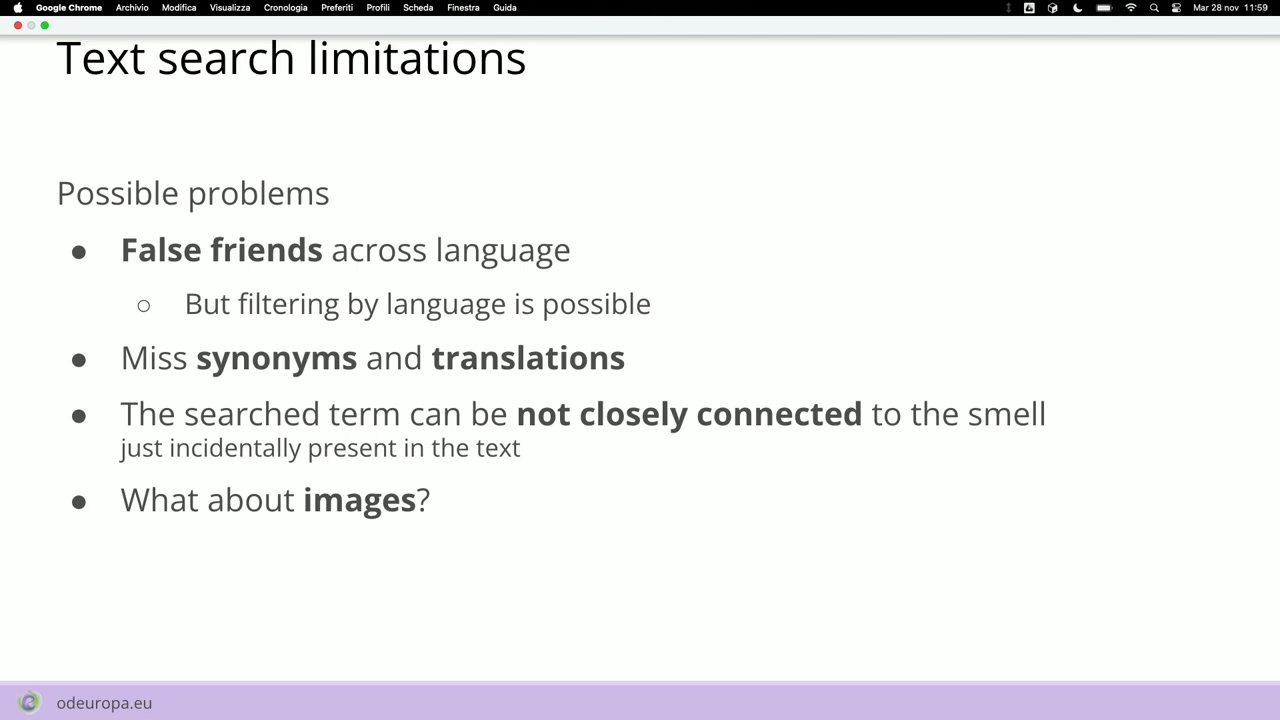 Google Chrome Archivio Modifica Visualizza Cronologia Preferiti Profili Scheda Finestra Guida Mar 28 nov 11:59
Text search limitations
Possible problems
● False friends across language
○ But filtering by language is possible
● Miss synonyms and translations
● The searched term can be not closely connected to the smell
just incidentally present in the text
● What about images?
odeuropa.eu